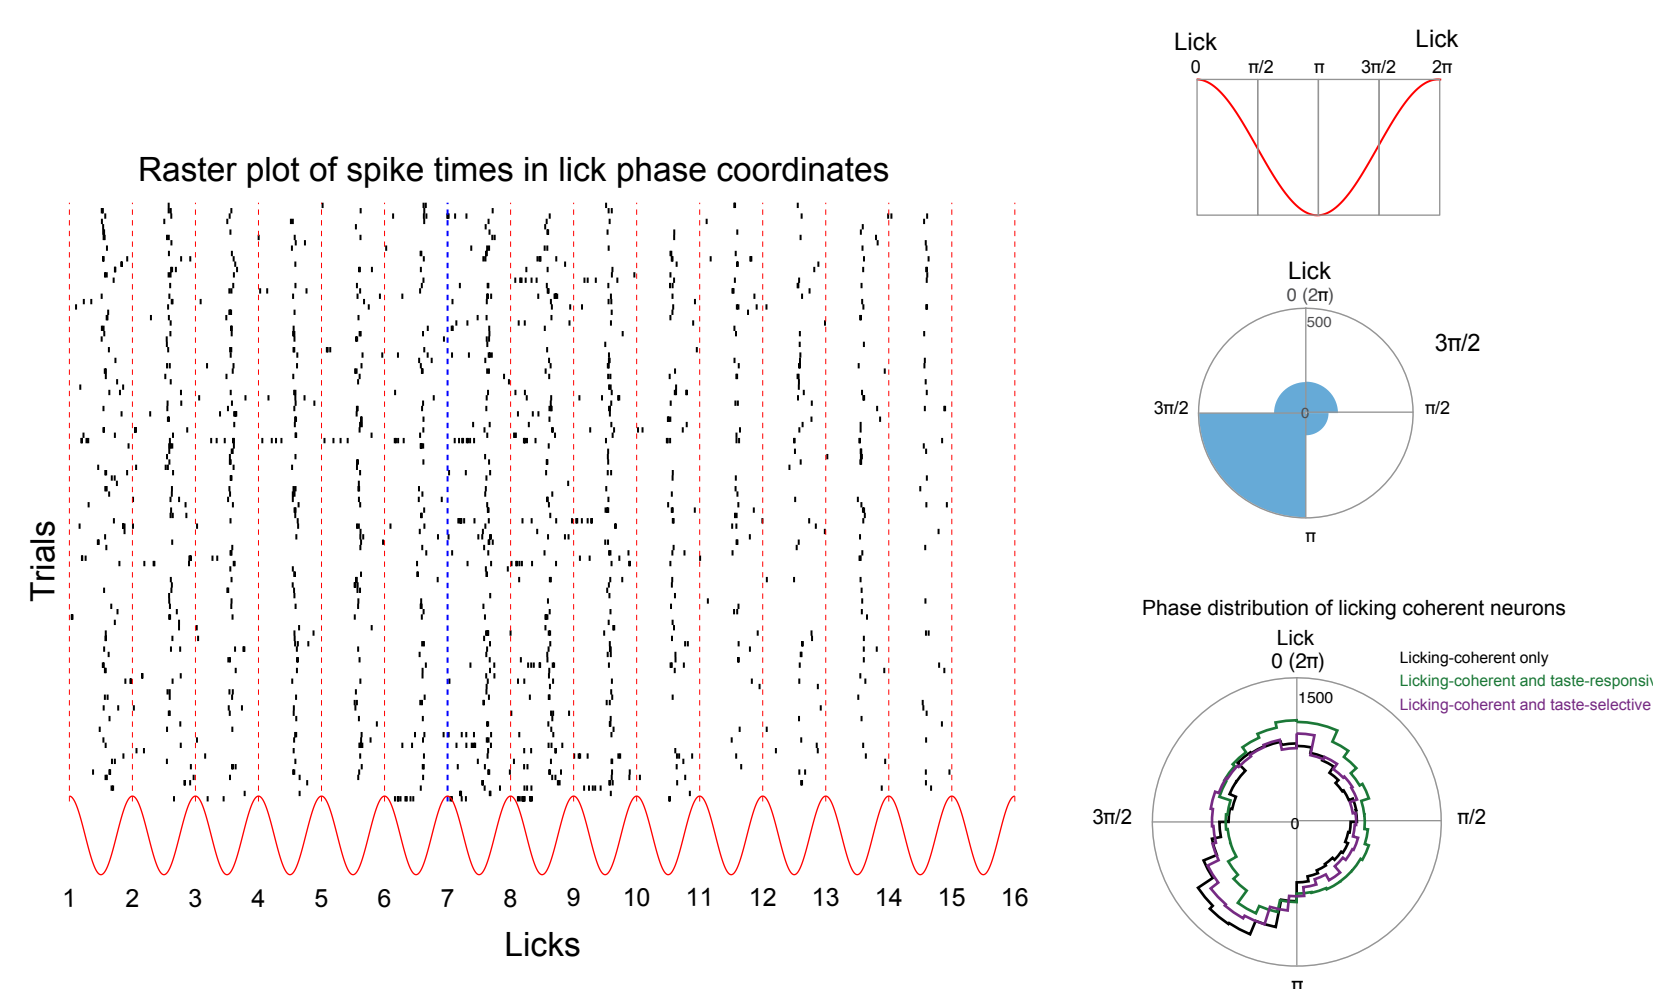 Raster plot of spike times in lick phase coordinates
Trials
1 2 3 4 5 6 7 8 9 10 11 12 13 14 15 16
Licks
Lick Lick
0 π/2 π 3π/2 2π
Lick
0 (2π)
500
3π/2
3π/2 0 π/2
π
Phase distribution of licking coherent neurons
Lick
0 (2π)
1500
Licking-coherent only
Licking-coherent and taste-responsiv
Licking-coherent and taste-selective
3π/2 0 π/2
π